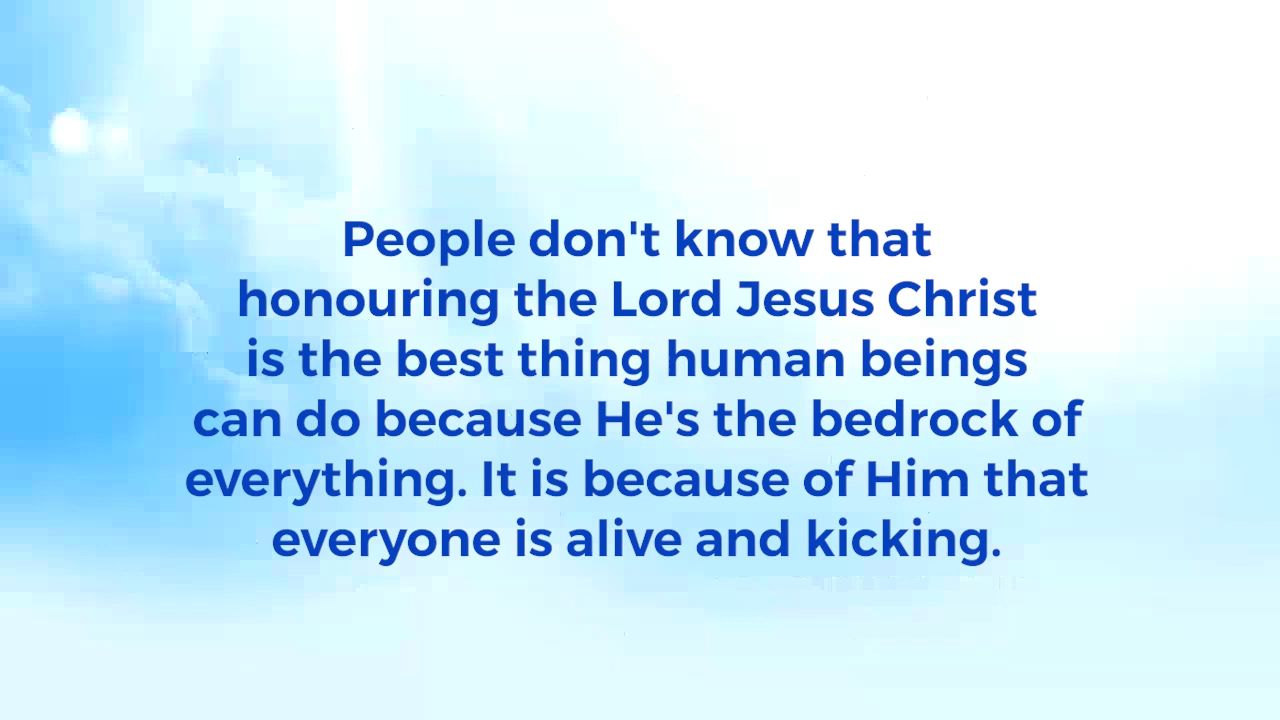 People don't know that
honouring the Lord Jesus Christ
is the best thing human beings
can do because He's the bedrock of
everything. It is because of Him that
everyone is alive and kicking.